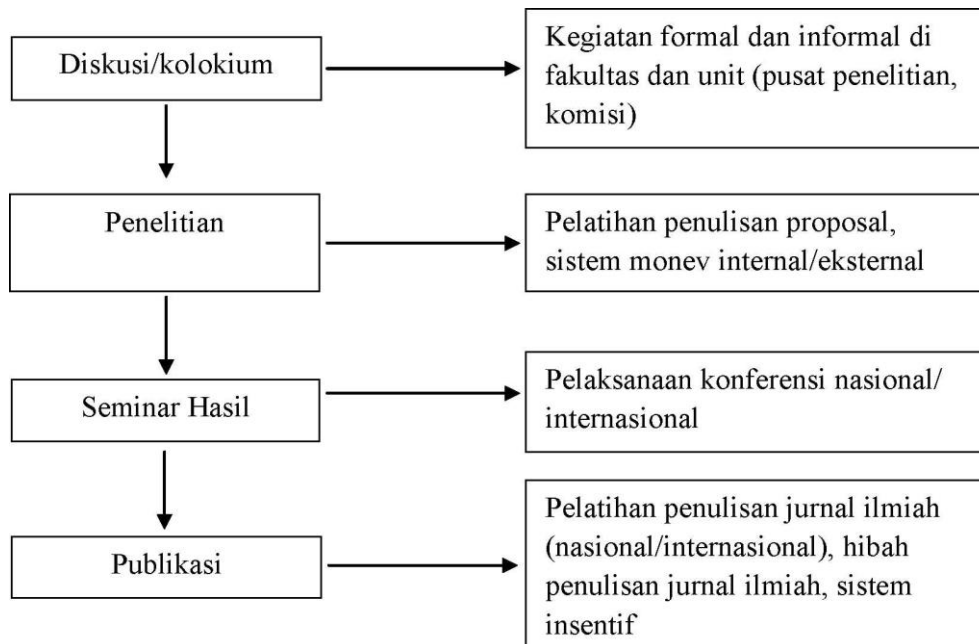 Diskusi/kolokium
Kegiatan formal dan informal di
fakultas dan unit (pusat penelitian,
komisi)
Penelitian
Pelatihan penulisan proposal,
sistem monev internal/eksternal
Seminar Hasil
Pelaksanaan konferensi nasional/
internasional
Publikasi
Pelatihan penulisan jurnal ilmiah
(nasional/internasional), hibah
penulisan jurnal ilmiah, sistem
insentif